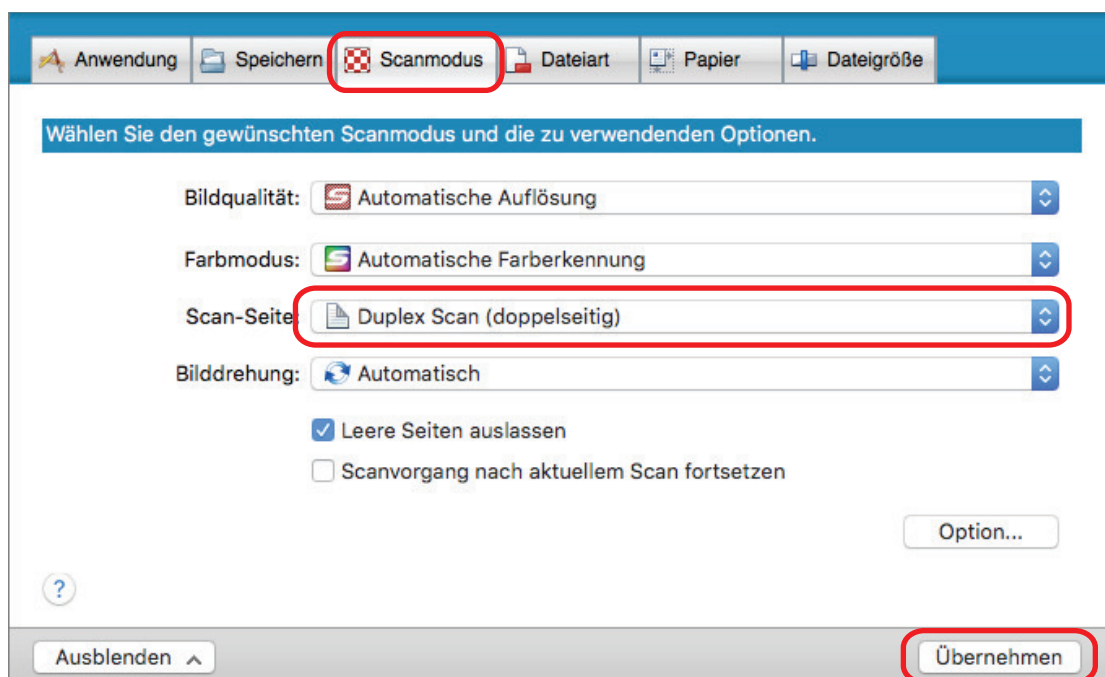 Anwendung Speichern Scanmodus Dateiart Papier Dateigröße
Wählen Sie den gewünschten Scanmodus und die zu verwendenden Optionen.
Bildqualität: Automatische Auflösung
Farbmodus: Automatische Farberkennung
Scan-Seite: Duplex Scan (doppelseitig)
Bilddrehung: Automatisch
Leere Seiten auslassen
Scanvorgang nach aktuellem Scan fortsetzen
Option...
?
Ausblenden Übernehmen